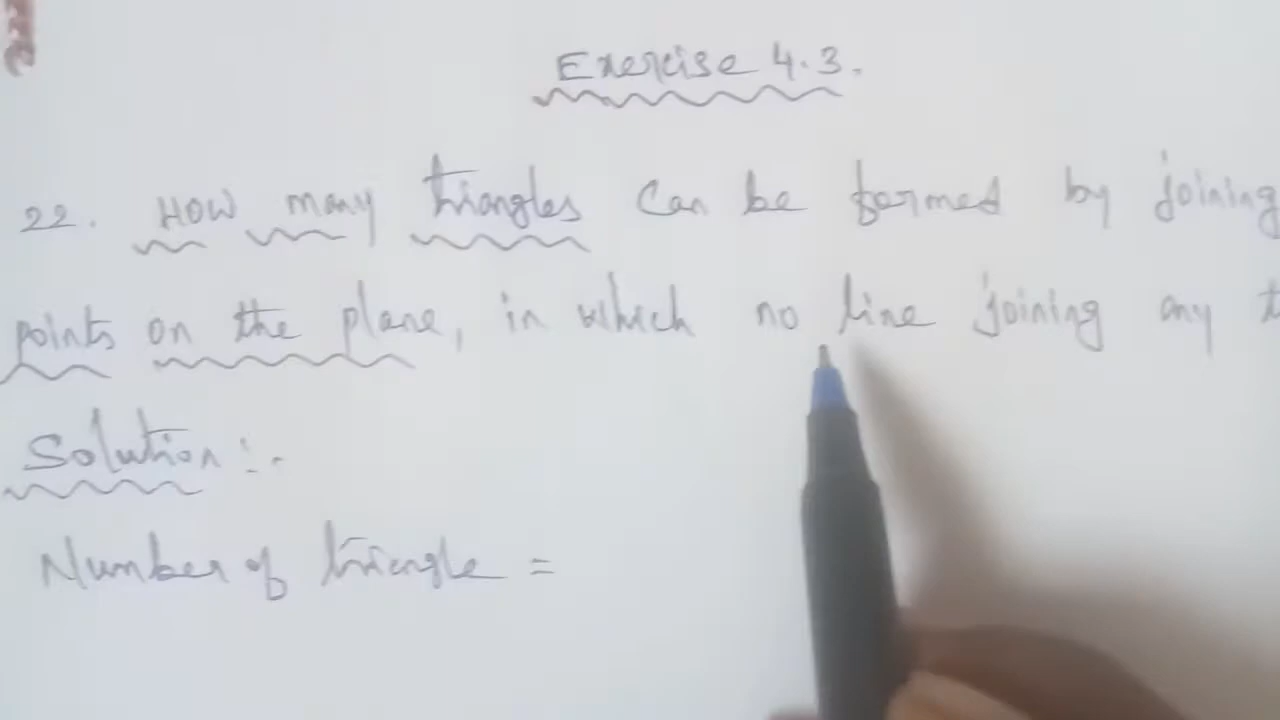 Exercise 4.3.
22. How many triangles can be formed by joining
points on the plane, in which no line joining any
Solution :-
Number of triangle =